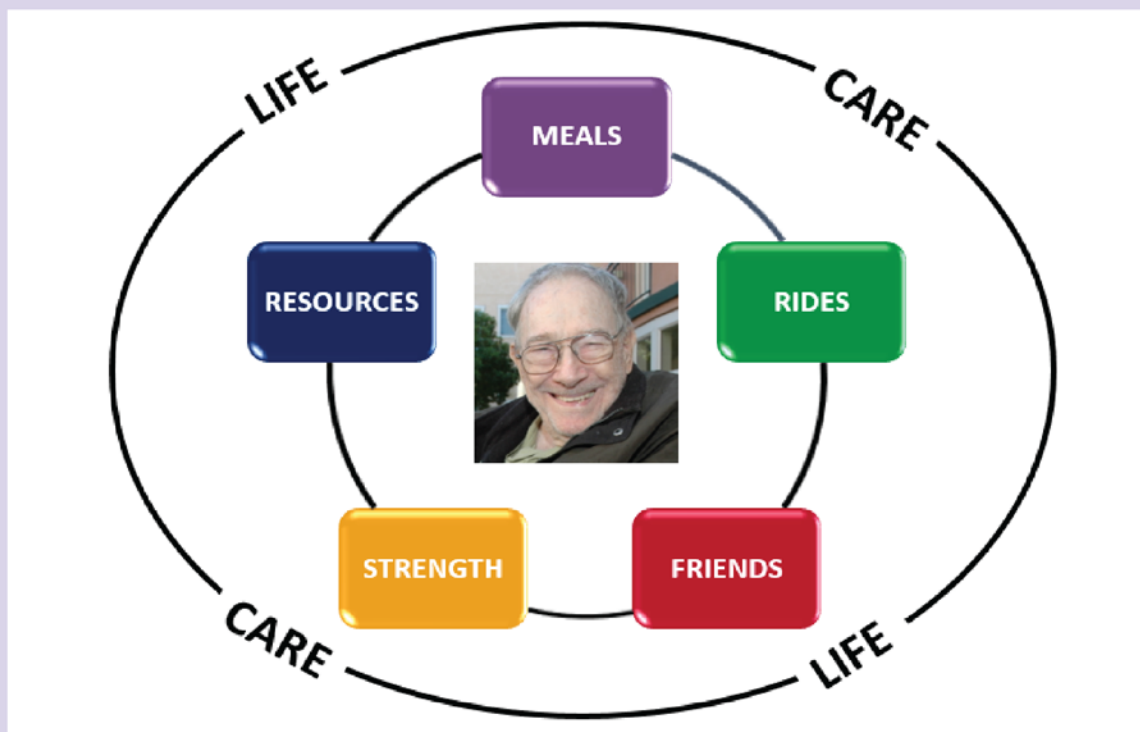 LIFE
CARE
MEALS
RESOURCES
RIDES
STRENGTH
FRIENDS
CARE
LIFE